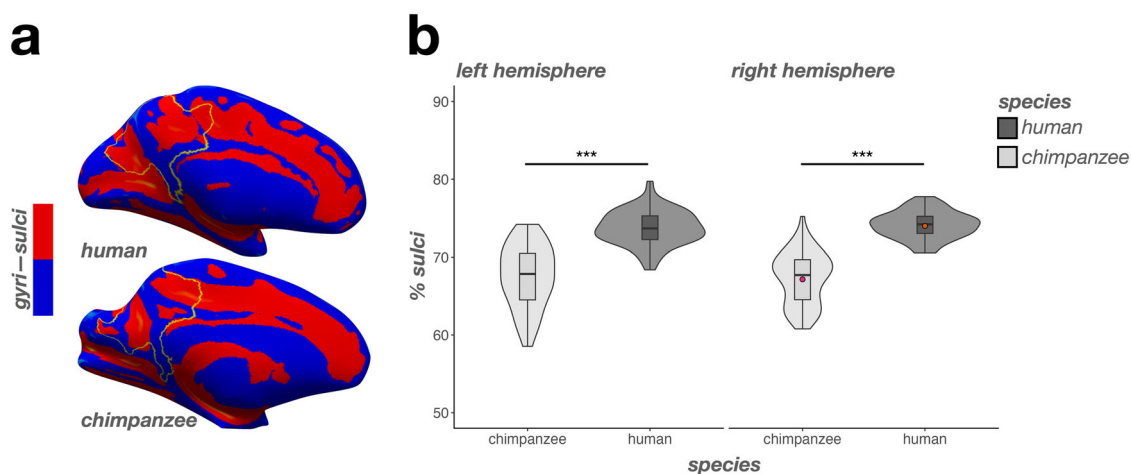 a
gyri—sulci
human
chimpanzee
b
left hemisphere
right hemisphere
% sulci
90
80
70
60
50
***
***
chimpanzee
human
chimpanzee
human
species
species
human
chimpanzee